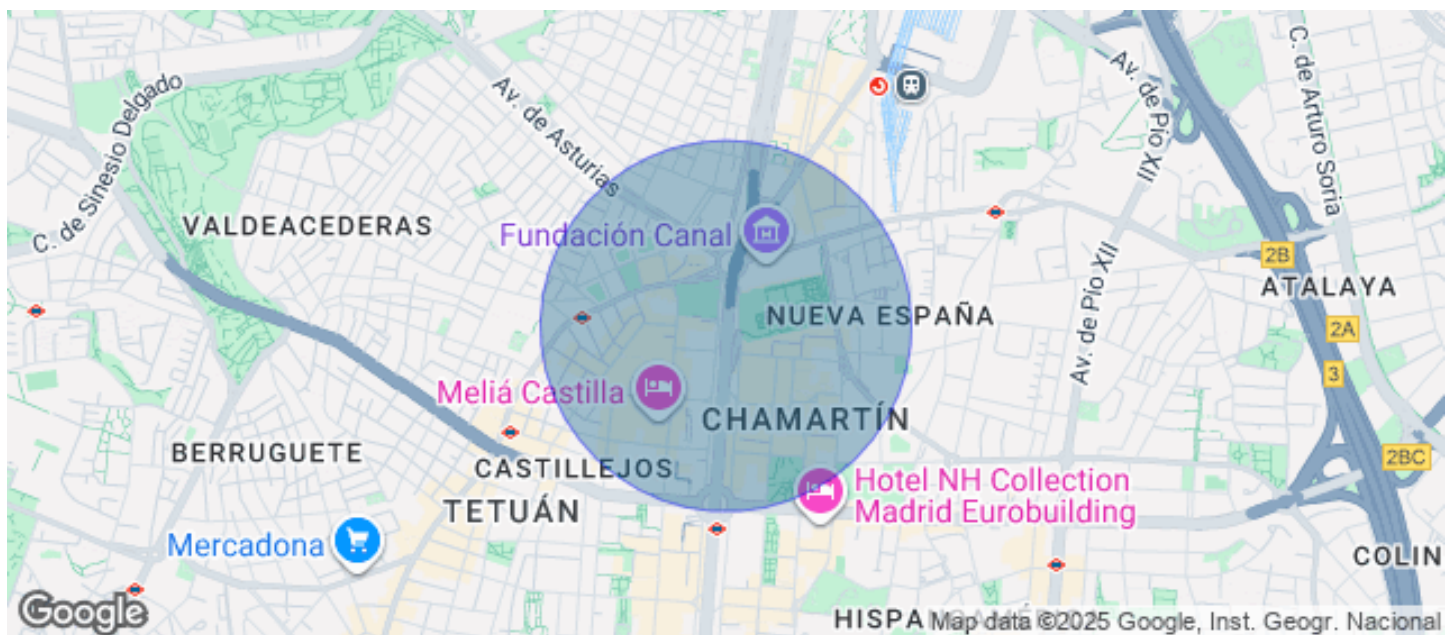 C. de Sinesio Delgado
Av. de Asturias
Av. de Pío XII
C. de Arturo Soria
VALDEACEDERAS
Fundación Canal
2B
ATALAYA
NUEVA ESPAÑA
Av. de Pío XII
2A
3
Meliá Castilla
CHAMARTÍN
BERRUGUETE
CASTILLEJOS
2BC
TETUÁN
Hotel NH Collection
Madrid Eurobuilding
Mercadona
COLIN
Google
HISPA
Map data ©2025 Google, Inst. Geogr. Nacional